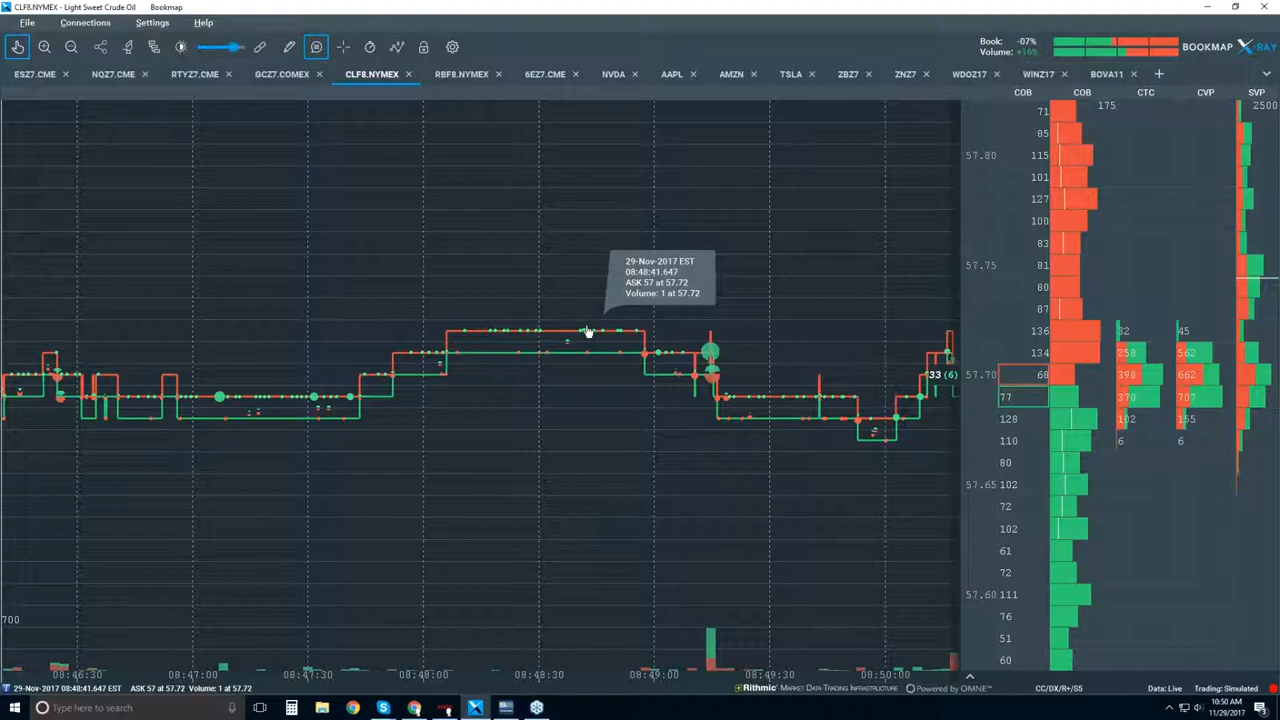 CLF8.NYMEX - Light Sweet Crude Oil Bookmap
File Connections Settings Help
Book: -07%
Volume: +16%
BOOKMAP X-RAY
ESZ7.CME NQZ7.CME RTYZ7.CME GCZ7.COMEX CLF8.NYMEX RBF8.NYMEX 6EZ7.CME NVDA AAPL AMZN TSLA ZBZ7 ZNZ7 WDOZ17 WINZ17 BOVA11
COB COB CTC CVP SVP
71 175 2500
85
57.80 115
101
127
100
83
57.75 81
80
87
136 32 45
134 258 562
57.70 68 398 662
77 370 707
128 102 155
110 6 6
80
57.65 102
72
102
61
72
57.60 111
76
51
60
29-Nov-2017 EST
08:48:41.647
ASK 57 at 57.72
Volume: 1 at 57.72
33 (6)
700
08:46:30 08:47:00 08:47:30 08:48:00 08:48:30 08:49:00 08:49:30 08:50:00
29-Nov-2017 08:48:41.647 EST ASK 57 at 57.72 Volume: 1 at 57.72
Rithmic Market Data-Trading Infrastructure Powered by OMNE™ CC/DX/R+/S5 Data: Live Trading: Simulated
Type here to search
10:50 AM
11/29/2017
3